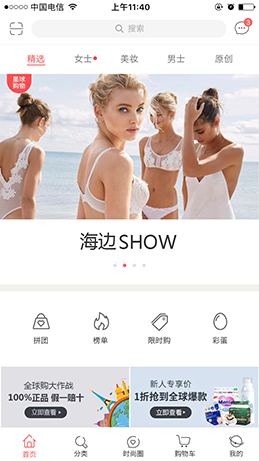 中国电信 上午11:40
搜索
3
精选 女士 美妆 男士 原创
星球
购物
海边SHOW
拼团 榜单 限时购 彩蛋
全球购大作战
100%正品 假一赔十
立即查看
新人专享价
1折抢到全球爆款
立即查看
首页 分类 时尚圈 购物车 我的